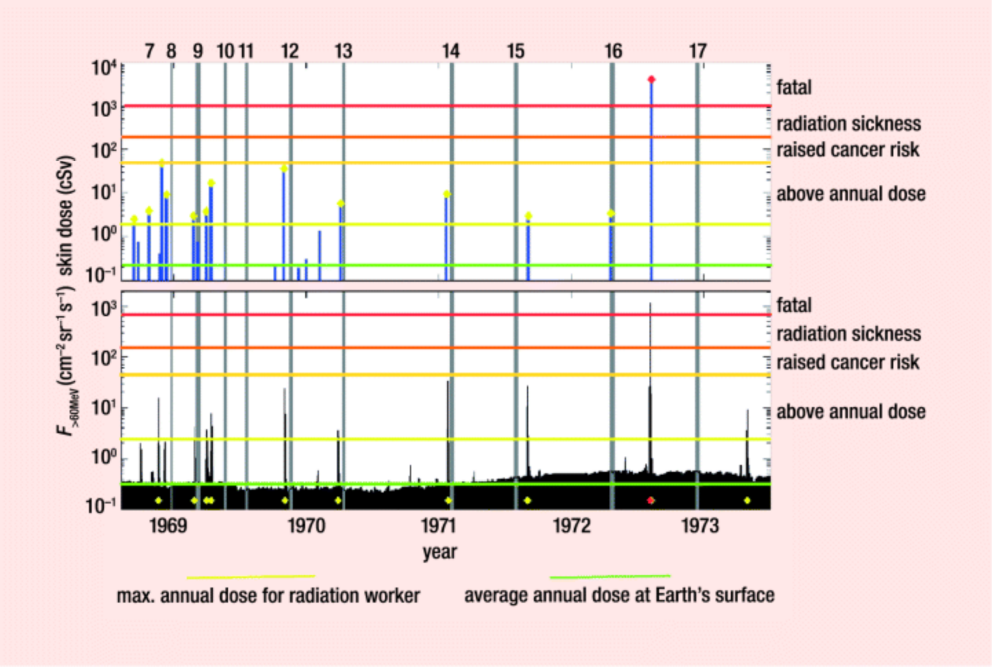 7 8 9 10 11 12 13 14 15 16 17
10⁴
10³
10²
10¹
10⁰
10⁻¹
skin dose (cSv)
fatal
radiation sickness
raised cancer risk
above annual dose
10³
10²
10¹
10⁰
10⁻¹
F>60MeV (cm⁻² sr⁻¹ s⁻¹)
fatal
radiation sickness
raised cancer risk
above annual dose
1969 1970 1971 1972 1973
year
max. annual dose for radiation worker
average annual dose at Earth's surface